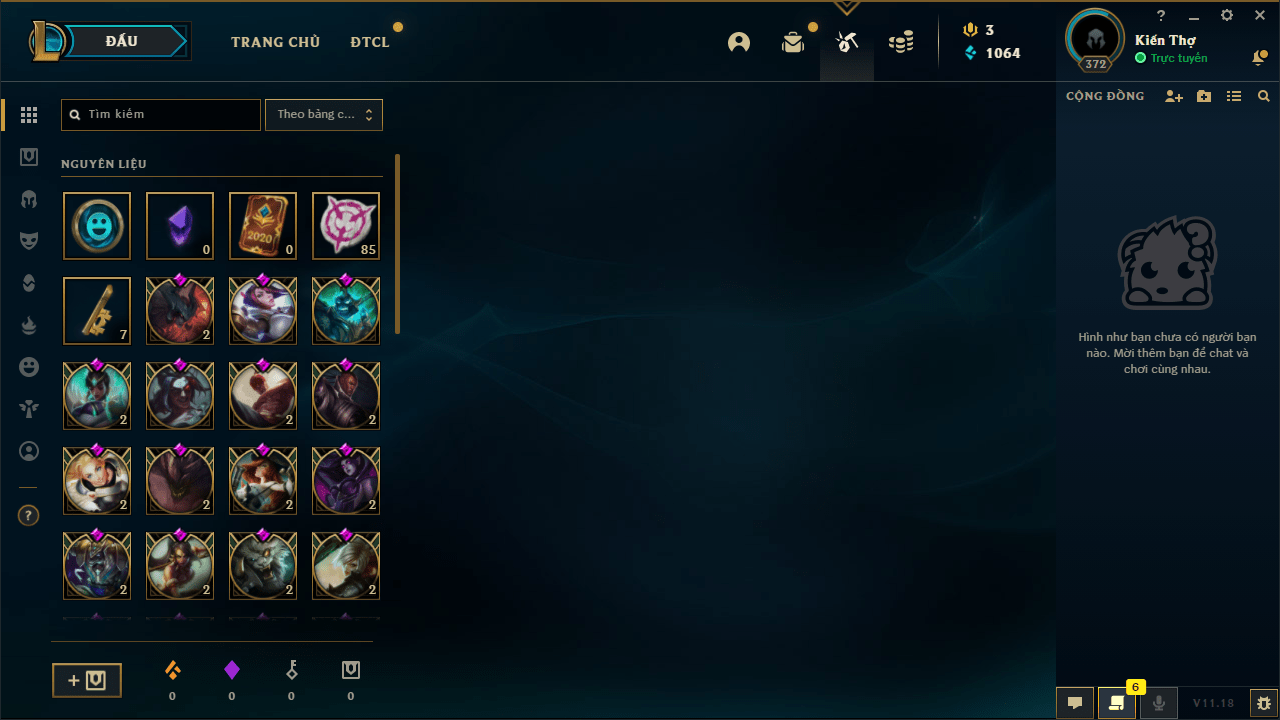 ĐẤU
TRANG CHỦ
ĐTCL
3
1064
?
372
Kiến Thợ
Trực tuyến
Tìm kiếm
Theo bảng c...
CỘNG ĐỒNG
NGUYÊN LIỆU
0
2020
0
85
7
2
2
2
2
2
2
2
2
2
2
2
2
2
?
Hình như bạn chưa có người bạn
nào. Mời thêm bạn để chat và
chơi cùng nhau.
+
0
0
0
0
6
V11.18